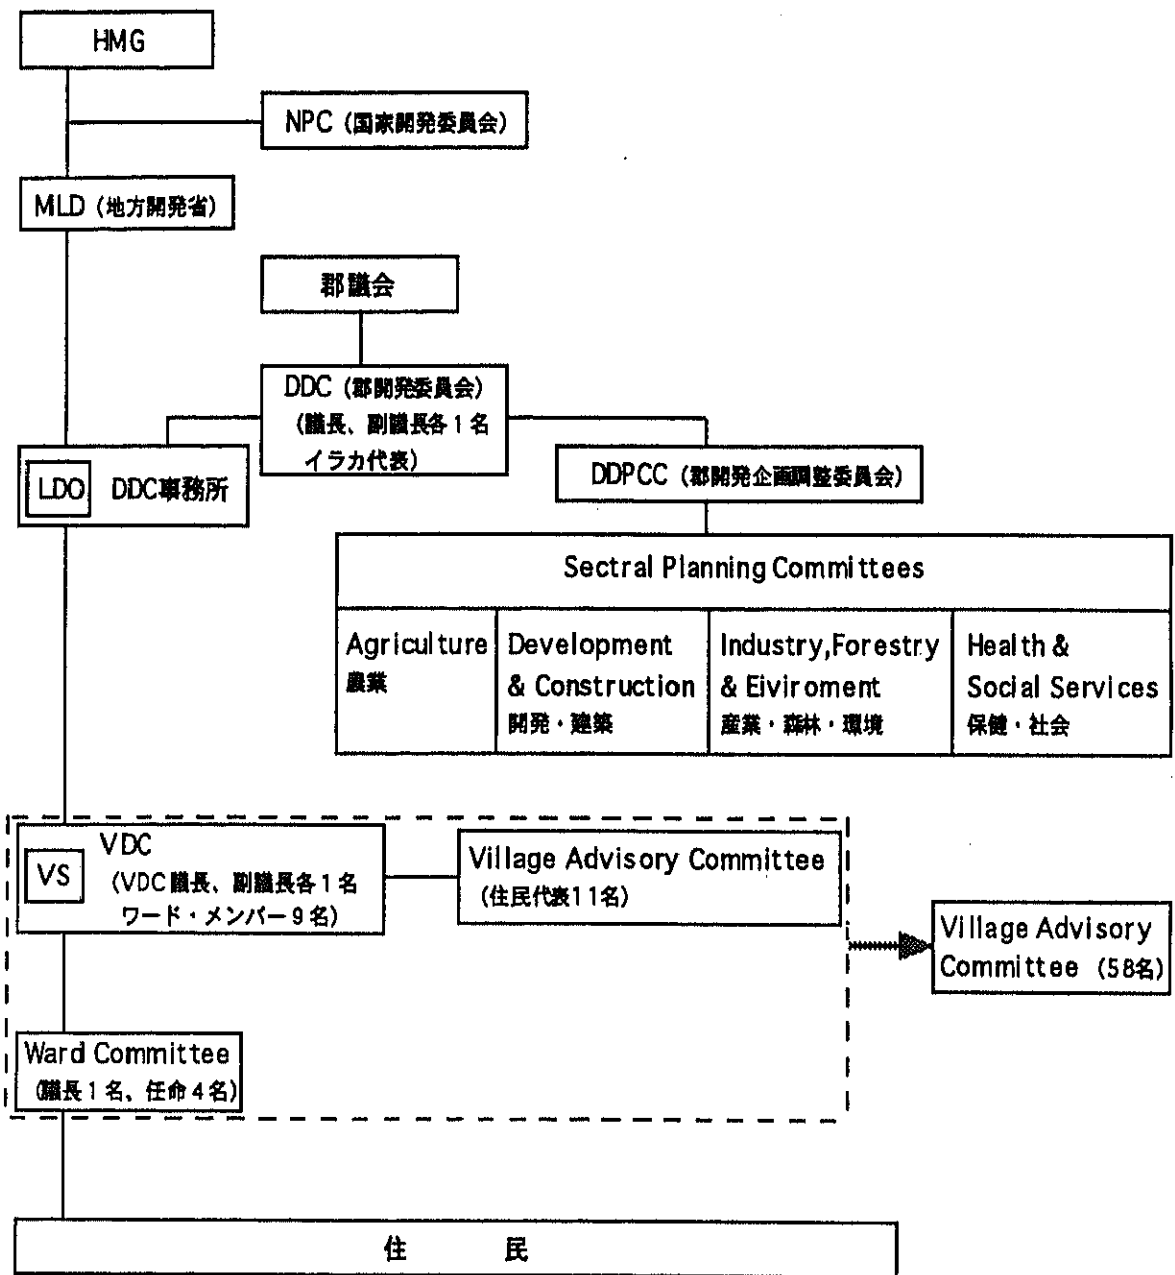 HMG
NPC（国家開発委員会）
MLD（地方開発省）
郡議会
DDC（郡開発委員会）
（議長、副議長各１名
イラカ代表）
LDO DDC事務所
DDPCC（郡開発企画調整委員会）
Sectral Planning Committees
Agriculture
農業
Development
& Construction
開発・建築
Industry,Forestry
& Eiviroment
産業・森林・環境
Health &
Social Services
保健・社会
VDC
VS
（VDC議長、副議長各１名
ワード・メンバー９名）
Village Advisory Committee
（住民代表11名）
Village Advisory
Committee（58名）
Ward Committee
（議長１名、任命４名）
住　　民